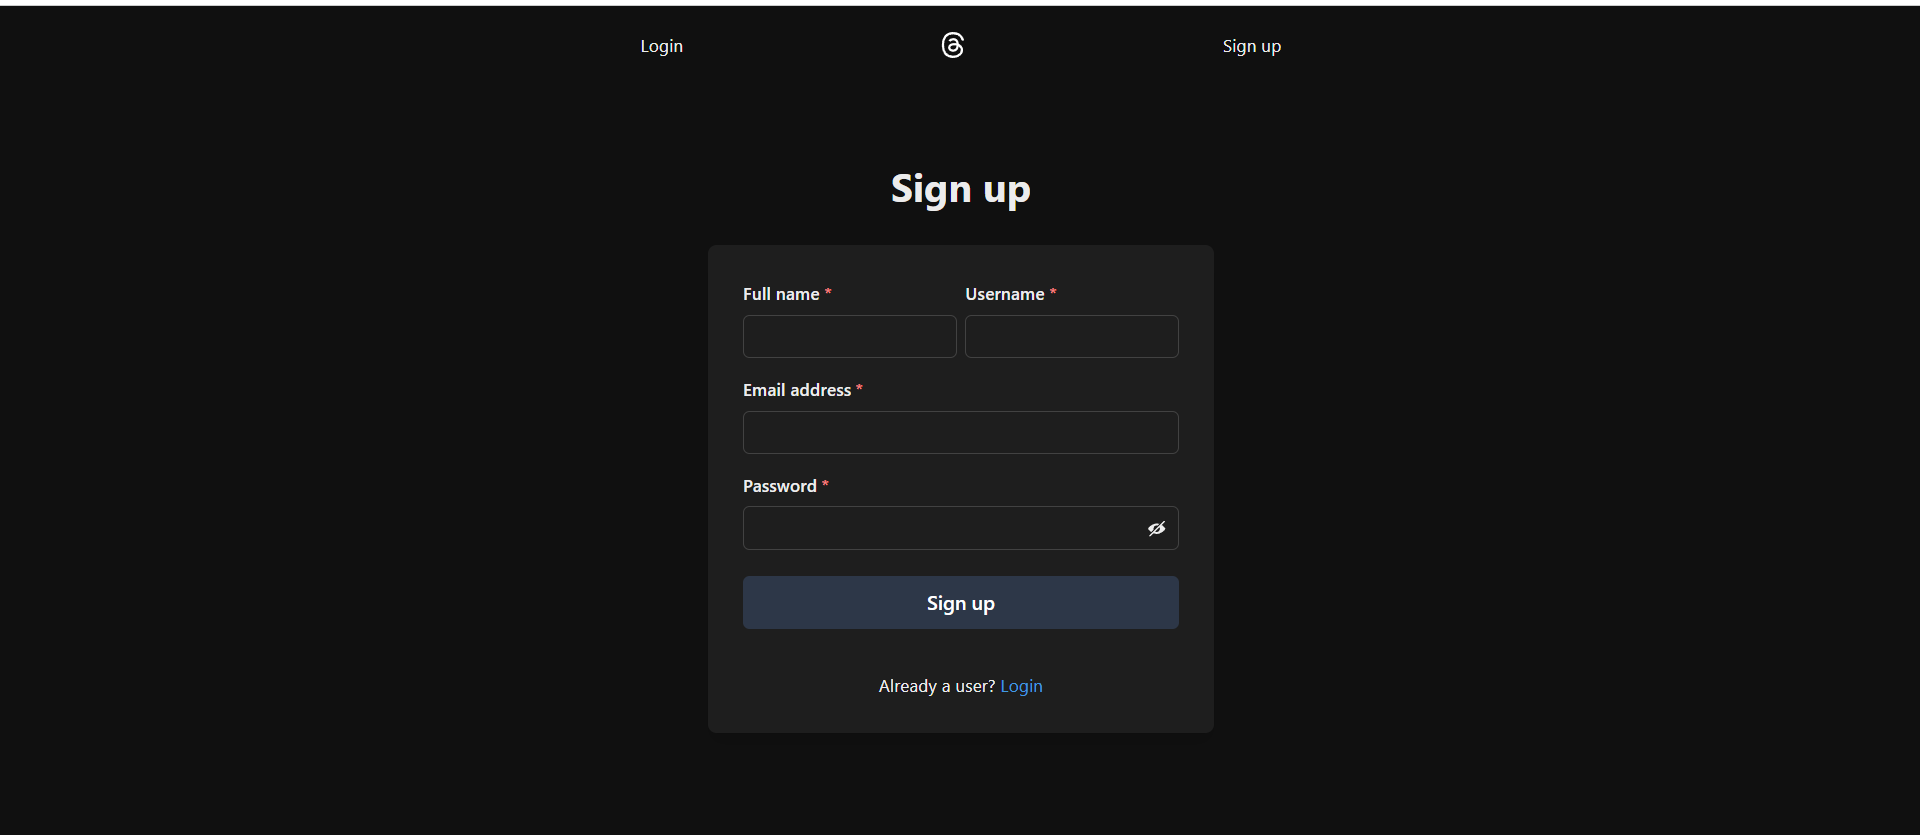 Login Sign up
Sign up
Full name * Username *
Email address *
Password *
Sign up
Already a user? Login